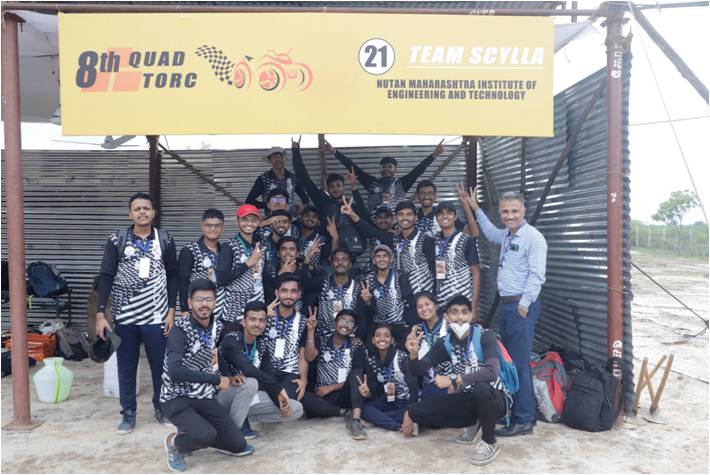 8th QUAD
TORC
21 TEAM SCYLLA
NUTAN MAHARASHTRA INSTITUTE OF
ENGINEERING AND TECHNOLOGY